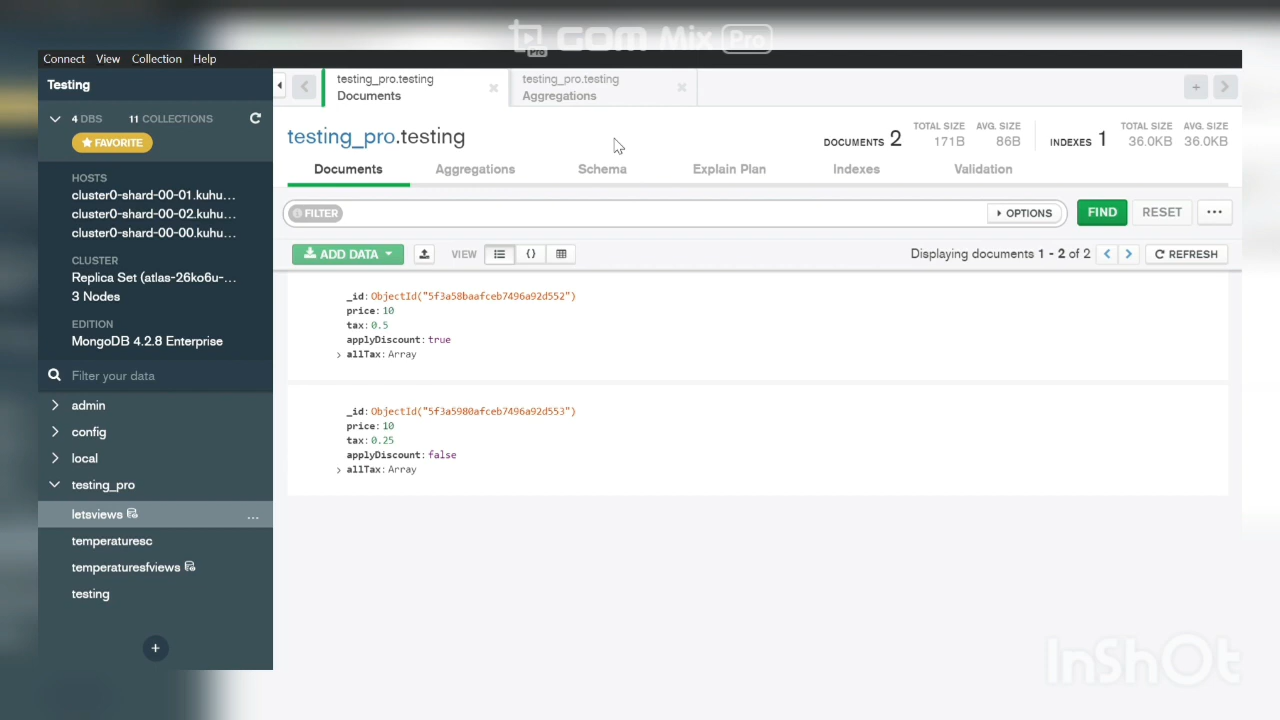 GOM Mix Pro
Pro
Connect View Collection Help
Testing
4 DBS 11 COLLECTIONS
FAVORITE
HOSTS
cluster0-shard-00-01.kuhu...
cluster0-shard-00-02.kuhu...
cluster0-shard-00-00.kuhu...
CLUSTER
Replica Set (atlas-26ko6u-...
3 Nodes
EDITION
MongoDB 4.2.8 Enterprise
Filter your data
admin
config
local
testing_pro
letsviews ...
temperaturesc
temperaturesfviews
testing
+
testing_pro.testing
Documents
testing_pro.testing
Aggregations
+
testing_pro.testing
DOCUMENTS 2 TOTAL SIZE 171B AVG. SIZE 86B INDEXES 1 TOTAL SIZE 36.0KB AVG. SIZE 36.0KB
Documents Aggregations Schema Explain Plan Indexes Validation
FILTER OPTIONS FIND RESET ...
ADD DATA VIEW {} Displaying documents 1 - 2 of 2 < > REFRESH
_id: ObjectId("5f3a58baafceb7496a92d552")
price: 10
tax: 0.5
applyDiscount: true
> allTax: Array
_id: ObjectId("5f3a5980afceb7496a92d553")
price: 10
tax: 0.25
applyDiscount: false
> allTax: Array
InShOt